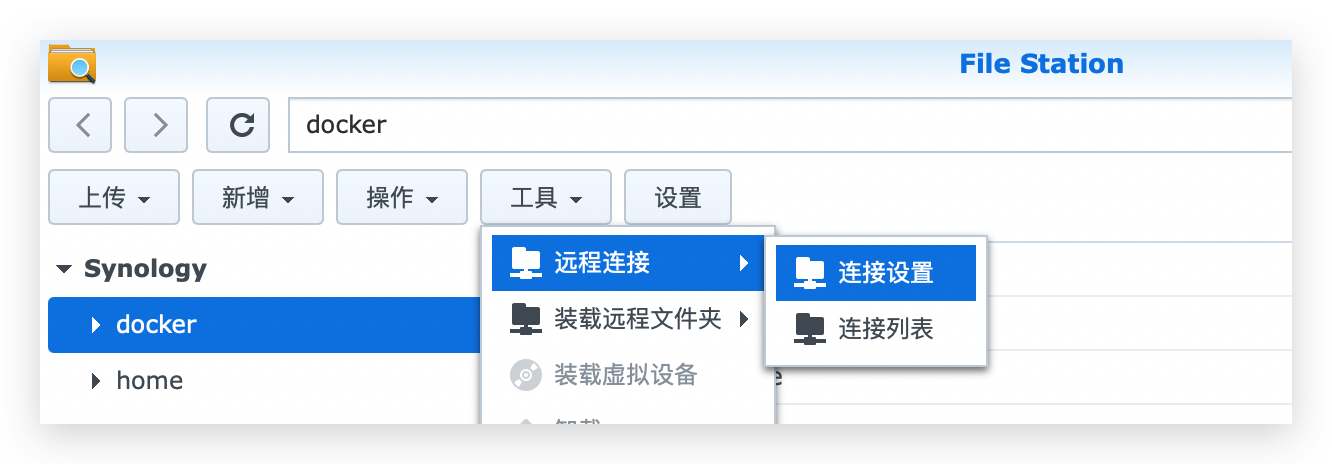 File Station
docker
上传 新增 操作 工具 设置
Synology
docker
home
远程连接
装载远程文件夹
装载虚拟设备
连接设置
连接列表